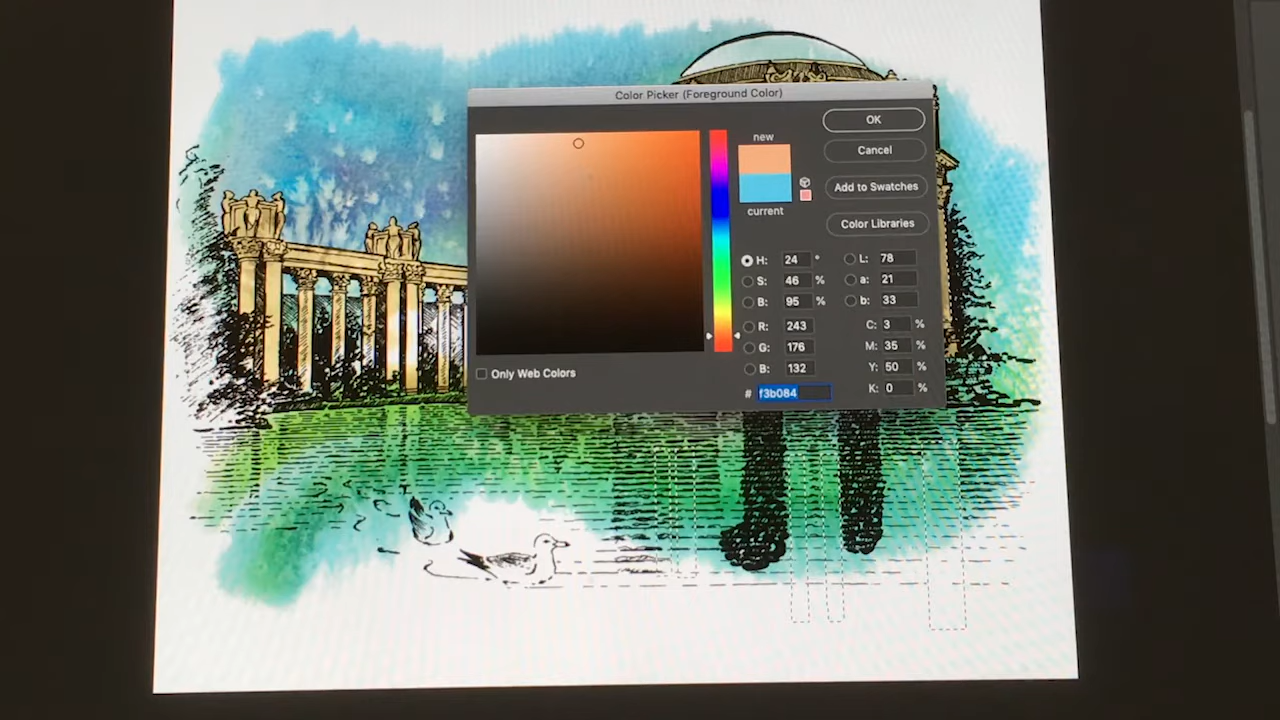 Color Picker (Foreground Color)
new
current
OK
Cancel
Add to Swatches
Color Libraries
H: 24 °
S: 46 %
B: 95 %
R: 243
G: 176
B: 132
# f3b084
L: 78
a: 21
b: 33
C: 3 %
M: 35 %
Y: 50 %
K: 0 %
Only Web Colors